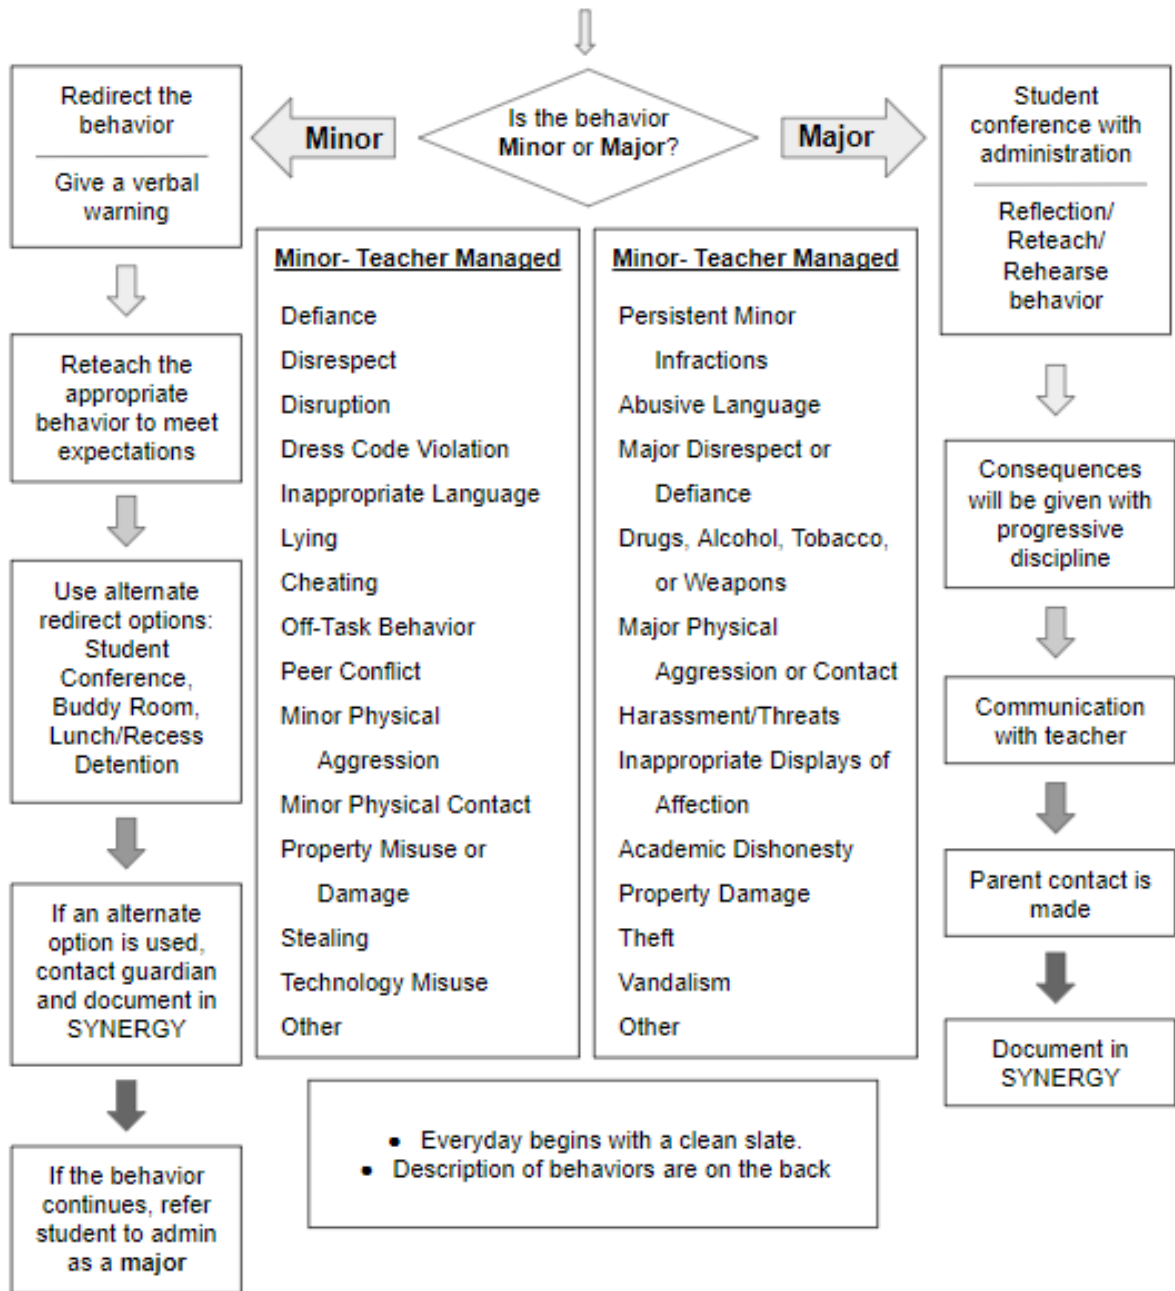 Is the behavior
Minor or Major?
Minor
Major
Redirect the
behavior
Give a verbal
warning
Reteach the
appropriate
behavior to meet
expectations
Use alternate
redirect options:
Student
Conference,
Buddy Room,
Lunch/Recess
Detention
If an alternate
option is used,
contact guardian
and document in
SYNERGY
If the behavior
continues, refer
student to admin
as a major
Minor- Teacher Managed
Defiance
Disrespect
Disruption
Dress Code Violation
Inappropriate Language
Lying
Cheating
Off-Task Behavior
Peer Conflict
Minor Physical
Aggression
Minor Physical Contact
Property Misuse or
Damage
Stealing
Technology Misuse
Other
Minor- Teacher Managed
Persistent Minor
Infractions
Abusive Language
Major Disrespect or
Defiance
Drugs, Alcohol, Tobacco,
or Weapons
Major Physical
Aggression or Contact
Harassment/Threats
Inappropriate Displays of
Affection
Academic Dishonesty
Property Damage
Theft
Vandalism
Other
Student
conference with
administration
Reflection/
Reteach/
Rehearse
behavior
Consequences
will be given with
progressive
discipline
Communication
with teacher
Parent contact is
made
Document in
SYNERGY
● Everyday begins with a clean slate.
● Description of behaviors are on the back